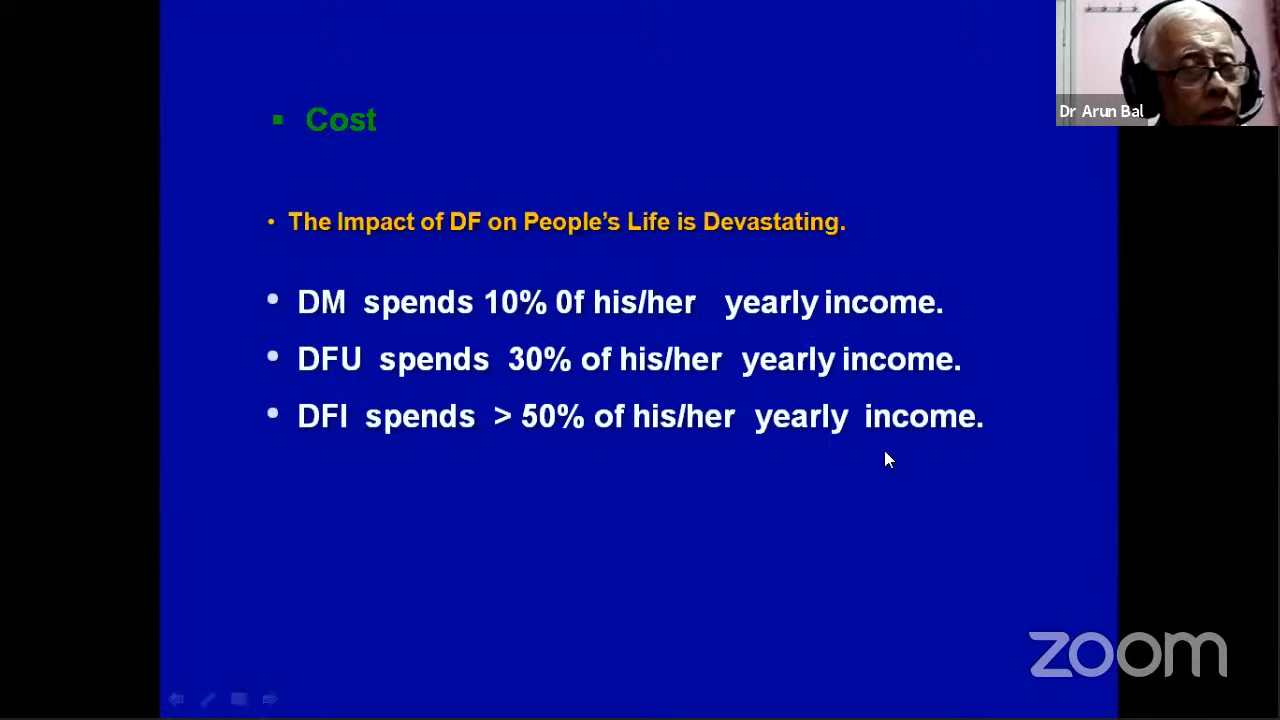 Dr Arun Bal
Cost
The Impact of DF on People’s Life is Devastating.
DM spends 10% 0f his/her yearly income.
DFU spends 30% of his/her yearly income.
DFI spends > 50% of his/her yearly income.
zoom